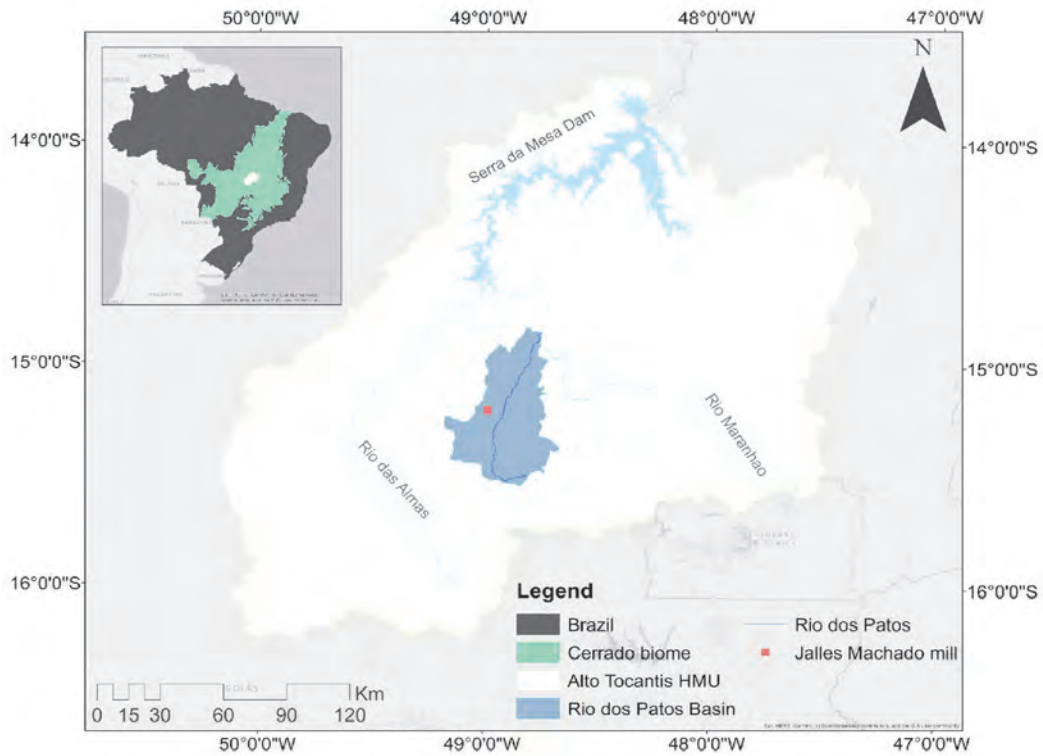 50°0'0"W 49°0'0"W 48°0'0"W 47°0'0"W
N
14°0'0"S
14°0'0"S
Serra da Mesa Dam
15°0'0"S
15°0'0"S
Rio das Almas
Rio Maranhao
16°0'0"S
16°0'0"S
Legend
Brazil
Cerrado biome
Alto Tocantis HMU
Rio dos Patos Basin
Rio dos Patos
Jalles Machado mill
GOIÁS
Km
0 15 30 60 90 120
50°0'0"W 49°0'0"W 48°0'0"W 47°0'0"W